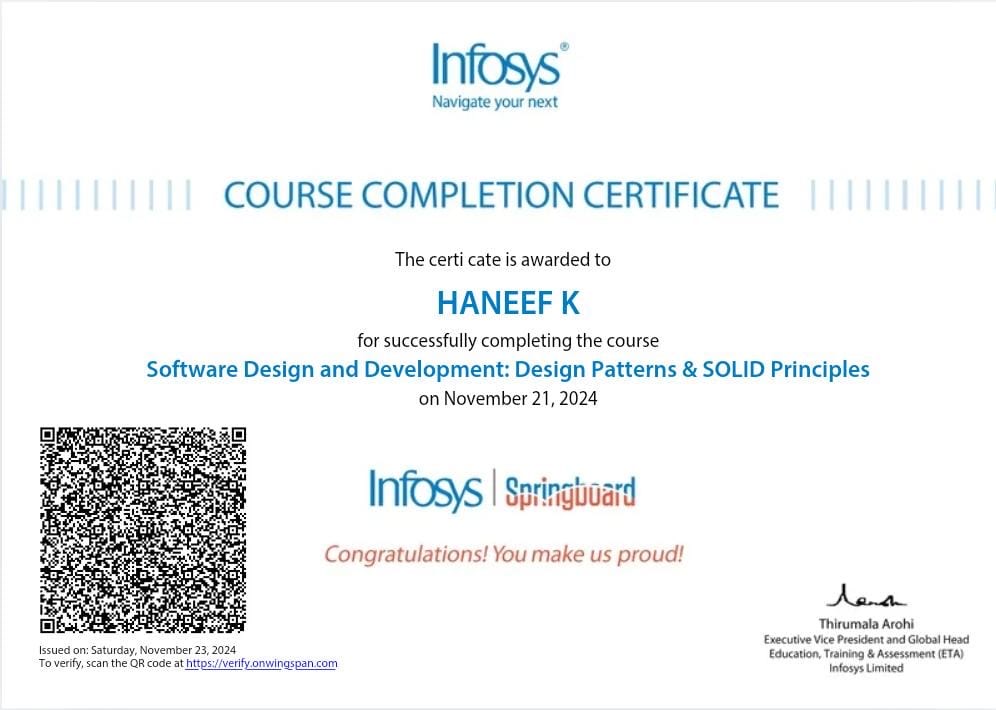 Infosys®
Navigate your next
COURSE COMPLETION CERTIFICATE
The certi cate is awarded to
HANEEF K
for successfully completing the course
Software Design and Development: Design Patterns & SOLID Principles
on November 21, 2024
Infosys | Springboard
Congratulations! You make us proud!
Issued on: Saturday, November 23, 2024
To verify, scan the QR code at https://verify.onwingspan.com
Thirumala Arohi
Executive Vice President and Global Head
Education, Training & Assessment (ETA)
Infosys Limited